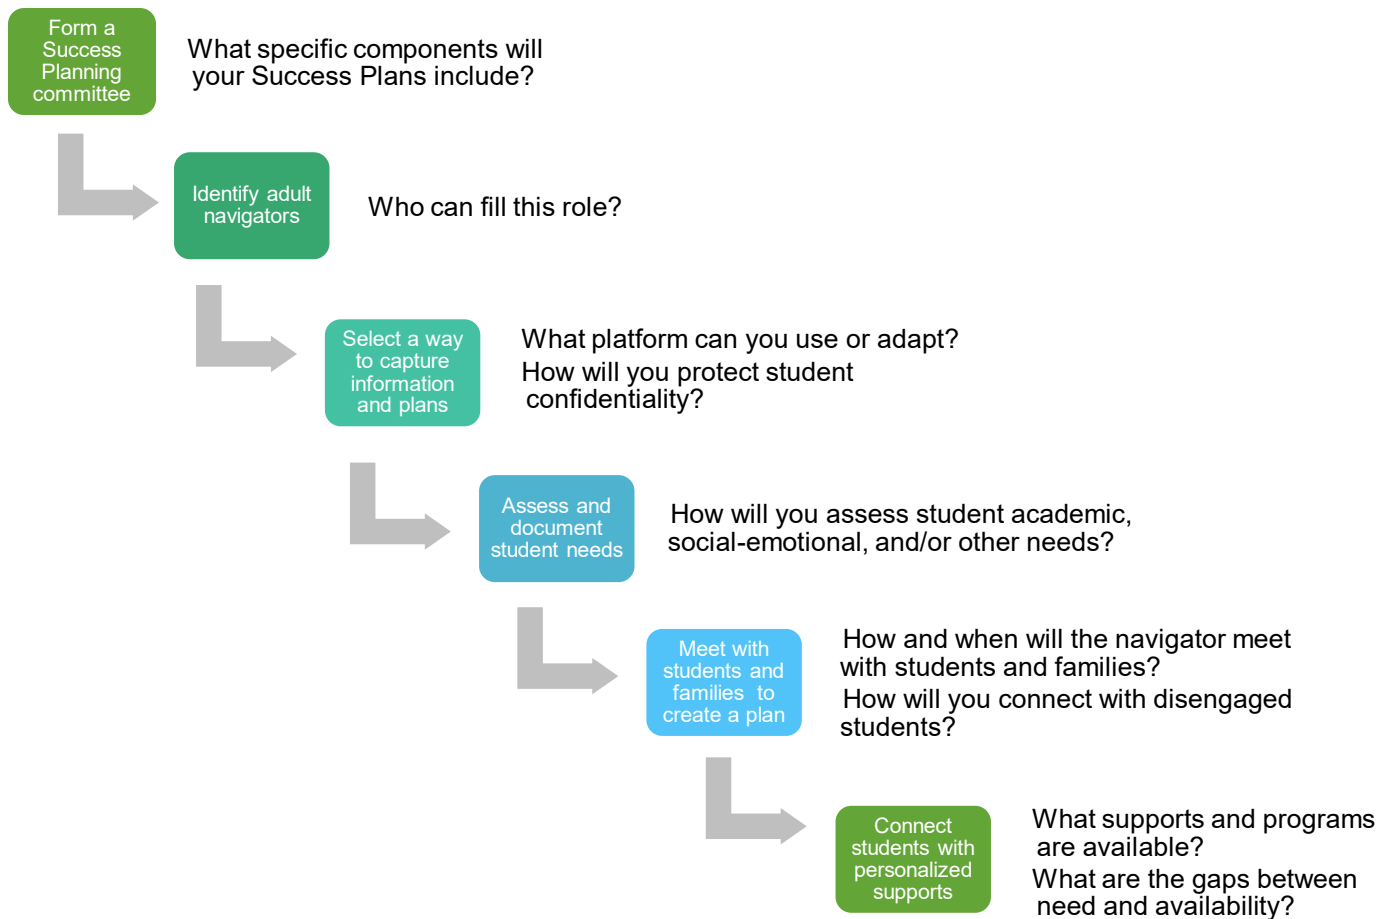 Form a
Success
Planning
committee
What specific components will
your Success Plans include?
Identify adult
navigators
Who can fill this role?
Select a way
to capture
information
and plans
What platform can you use or adapt?
How will you protect student
confidentiality?
Assess and
document
student needs
How will you assess student academic,
social-emotional, and/or other needs?
Meet with
students and
families to
create a plan
How and when will the navigator meet
with students and families?
How will you connect with disengaged
students?
Connect
students with
personalized
supports
What supports and programs
are available?
What are the gaps between
need and availability?